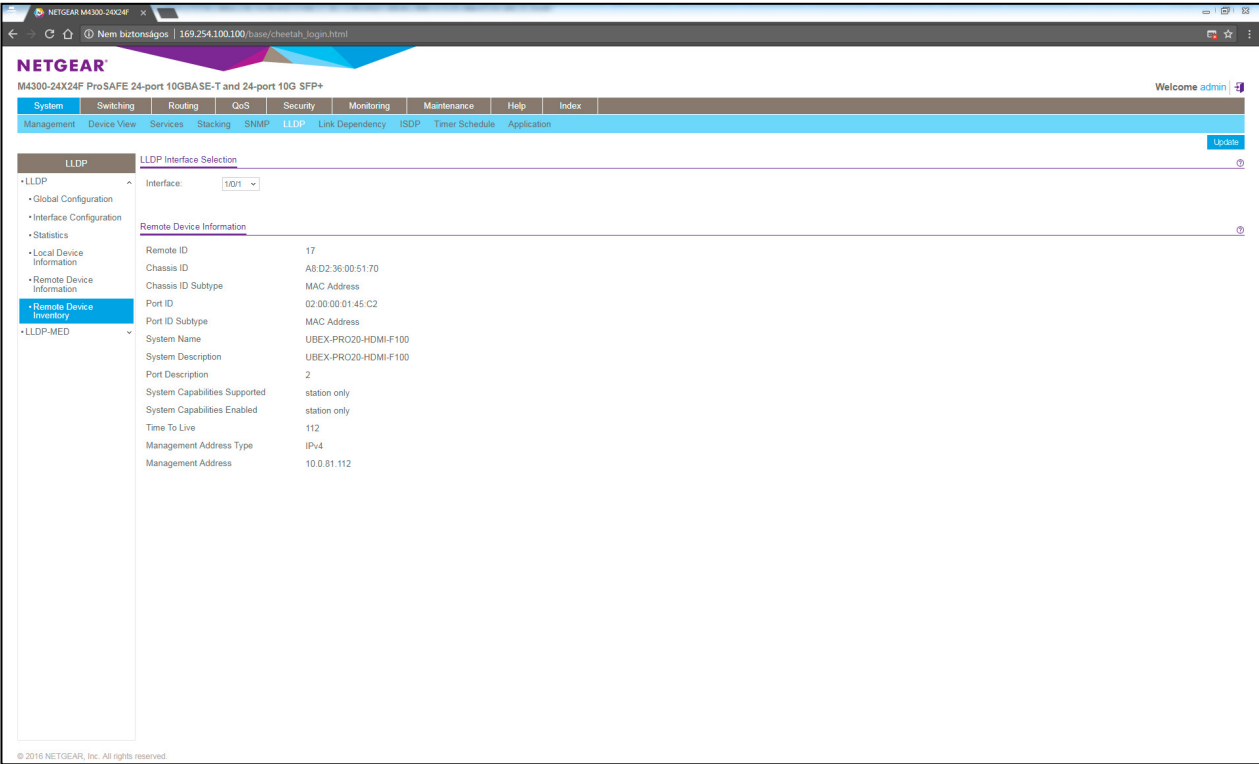 NETGEAR M4300-24X24F
Nem biztonságos | 169.254.100.100/base/cheetah_login.html
NETGEAR®
M4300-24X24F ProSAFE 24-port 10GBASE-T and 24-port 10G SFP+
Welcome admin
System Switching Routing QoS Security Monitoring Maintenance Help Index
Management Device View Services Stacking SNMP LLDP Link Dependency ISDP Timer Schedule Application
Update
LLDP
• LLDP
• Global Configuration
• Interface Configuration
• Statistics
• Local Device
Information
• Remote Device
Information
• Remote Device
Inventory
• LLDP-MED
LLDP Interface Selection
Interface: 1/0/1
Remote Device Information
Remote ID 17
Chassis ID A8:D2:36:00:51:70
Chassis ID Subtype MAC Address
Port ID 02:00:00:01:45:C2
Port ID Subtype MAC Address
System Name UBEX-PRO20-HDMI-F100
System Description UBEX-PRO20-HDMI-F100
Port Description 2
System Capabilities Supported station only
System Capabilities Enabled station only
Time To Live 112
Management Address Type IPv4
Management Address 10.0.81.112
© 2016 NETGEAR, Inc. All rights reserved.